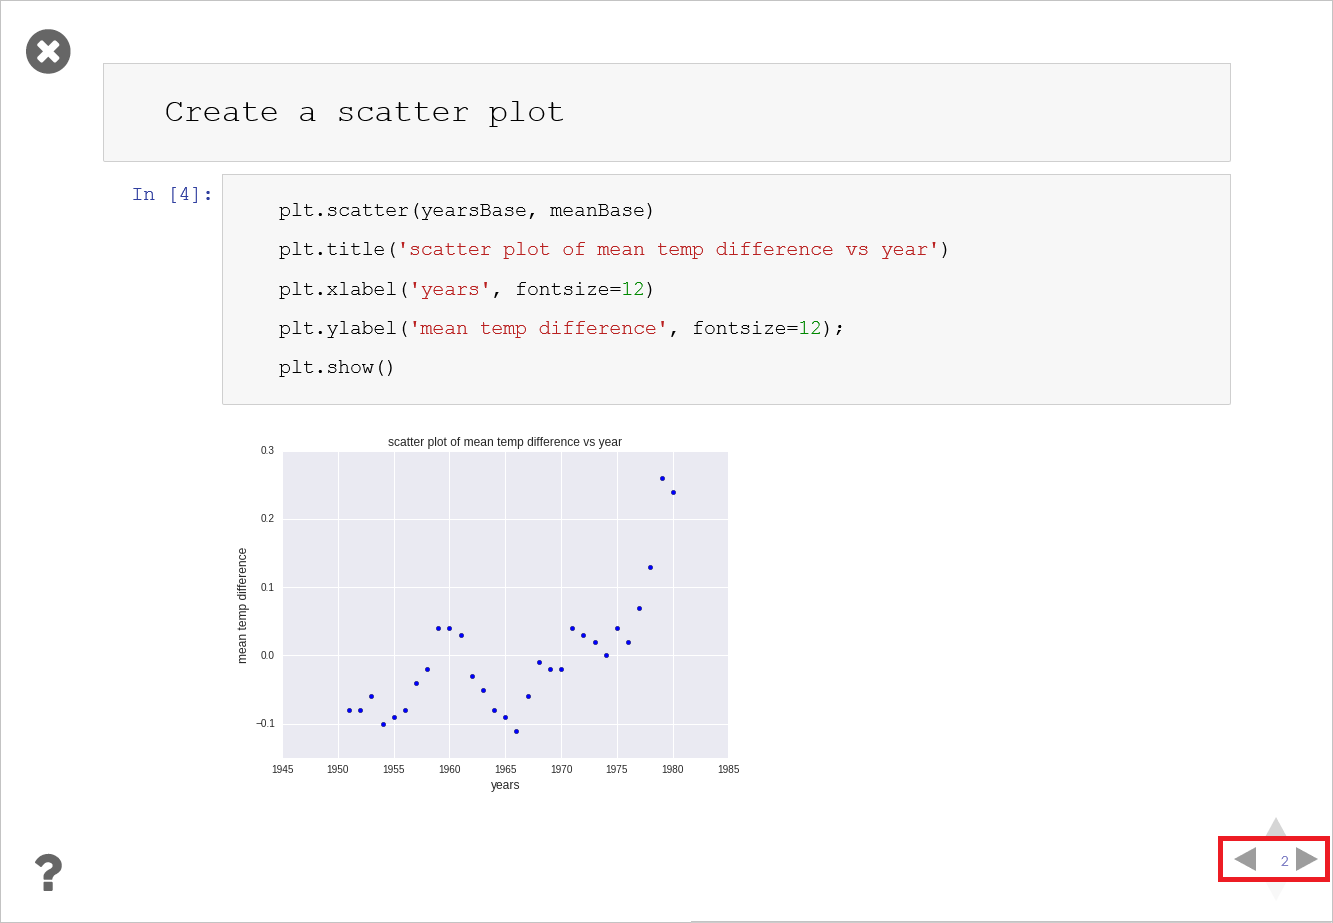 Create a scatter plot
In [4]:
plt.scatter(yearsBase, meanBase)
plt.title('scatter plot of mean temp difference vs year')
plt.xlabel('years', fontsize=12)
plt.ylabel('mean temp difference', fontsize=12);
plt.show()
scatter plot of mean temp difference vs year
0.3
0.2
0.1
0.0
−0.1
mean temp difference
1945 1950 1955 1960 1965 1970 1975 1980 1985
years
?
2